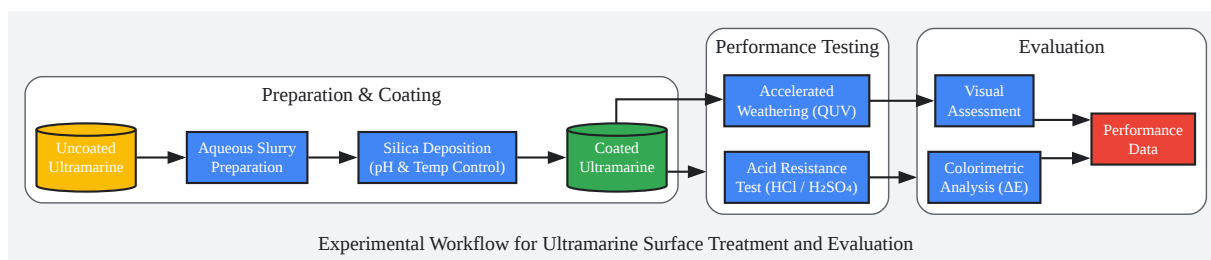 Preparation & Coating
Uncoated
Ultramarine
Aqueous Slurry
Preparation
Silica Deposition
(pH & Temp Control)
Coated
Ultramarine
Performance Testing
Accelerated
Weathering (QUV)
Acid Resistance
Test (HCl / H₂SO₄)
Evaluation
Visual
Assessment
Colorimetric
Analysis (ΔE)
Performance
Data
Experimental Workflow for Ultramarine Surface Treatment and Evaluation